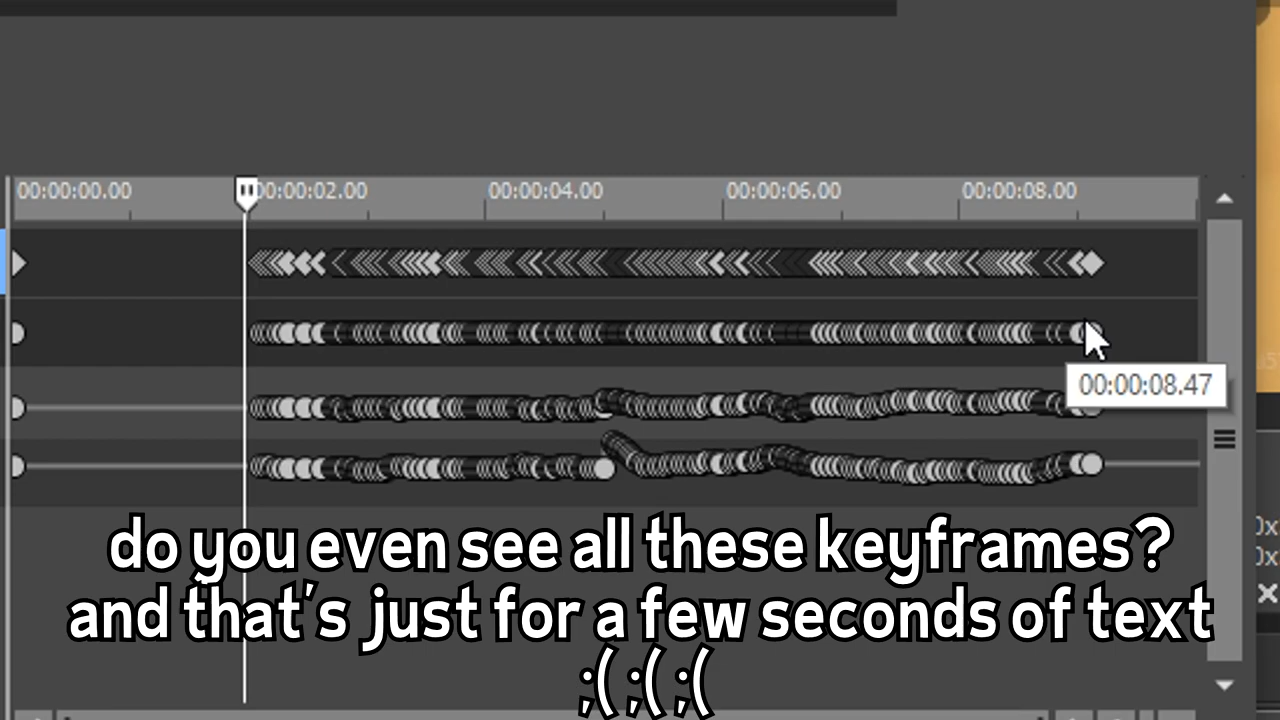 00:00:00.00 00:00:02.00 00:00:04.00 00:00:06.00 00:00:08.00
00:00:08.47
do you even see all these keyframes?
and that's just for a few seconds of text
;( ;( ;(
0x
0x